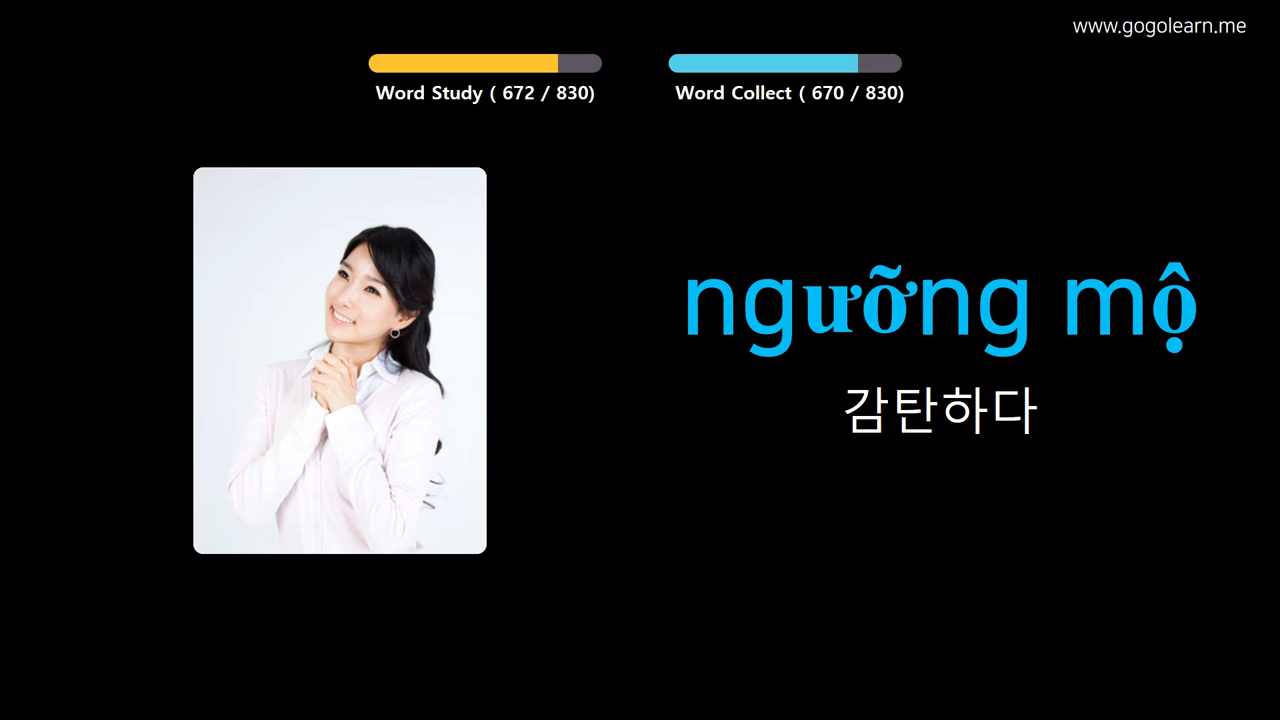 www.gogolearn.me
Word Study ( 672 / 830)
Word Collect ( 670 / 830)
ngưỡng mộ
감탄하다